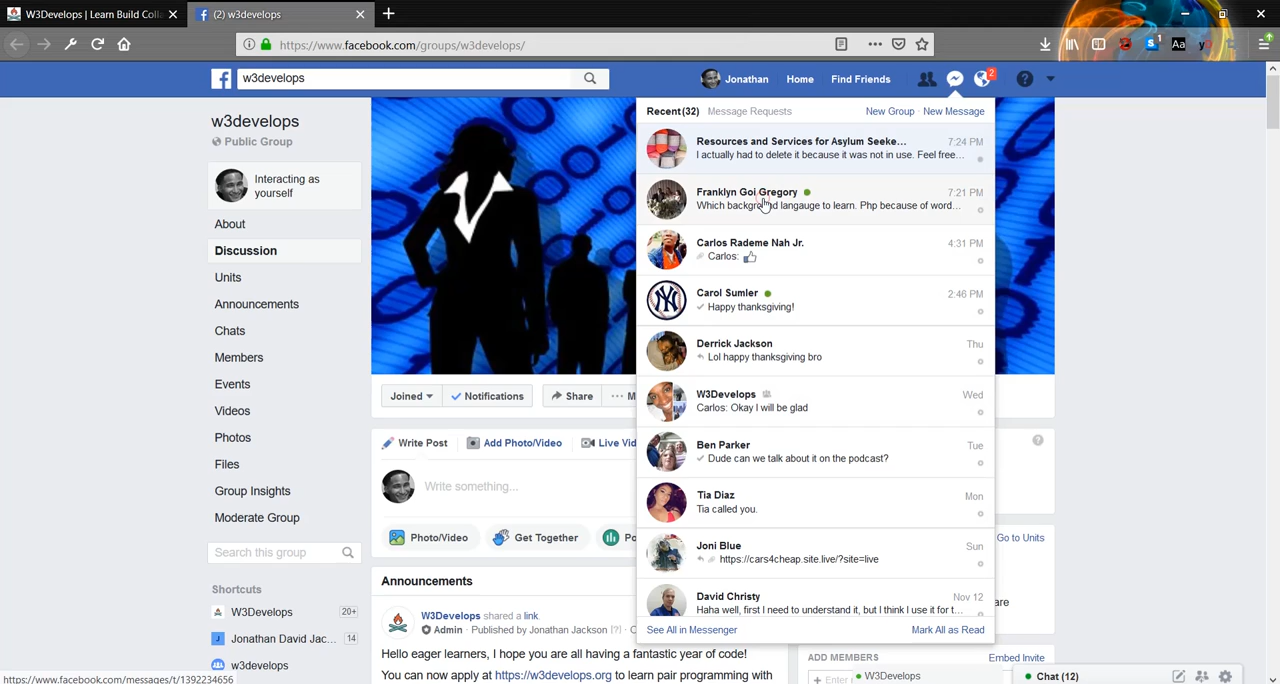 W3Develops | Learn Build Colla
(2) w3develops
https://www.facebook.com/groups/w3develops/
w3develops
Jonathan
Home
Find Friends
2
w3develops
Public Group
Interacting as
yourself
About
Discussion
Units
Announcements
Chats
Members
Events
Videos
Photos
Files
Group Insights
Moderate Group
Search this group
Shortcuts
W3Develops 20+
Jonathan David Jac... 14
w3develops
https://www.facebook.com/messages/t/1392234656
Joined
Notifications
Share
Write Post
Add Photo/Video
Live Vid
Write something...
Photo/Video
Get Together
Po
Announcements
W3Develops shared a link.
Admin · Published by Jonathan Jackson [?]
Hello eager learners, I hope you are all having a fantastic year of code!
You can now apply at https://w3develops.org to learn pair programming with
Recent (32) Message Requests New Group · New Message
Resources and Services for Asylum Seeke... 7:24 PM
I actually had to delete it because it was not in use. Feel free...
Franklyn Goi Gregory 7:21 PM
Which background langauge to learn. Php because of word...
Carlos Rademe Nah Jr. 4:31 PM
Carlos:
Carol Sumler 2:46 PM
Happy thanksgiving!
Derrick Jackson Thu
Lol happy thanksgiving bro
W3Develops Wed
Carlos: Okay I will be glad
Ben Parker Tue
Dude can we talk about it on the podcast?
Tia Diaz Mon
Tia called you.
Joni Blue Sun
https://cars4cheap.site.live/?site=live
David Christy Nov 12
Haha well, first I need to understand it, but I think I use it for t...
See All in Messenger Mark All as Read
Go to Units
are
ADD MEMBERS Embed Invite
+ Enter
W3Develops
Chat (12)